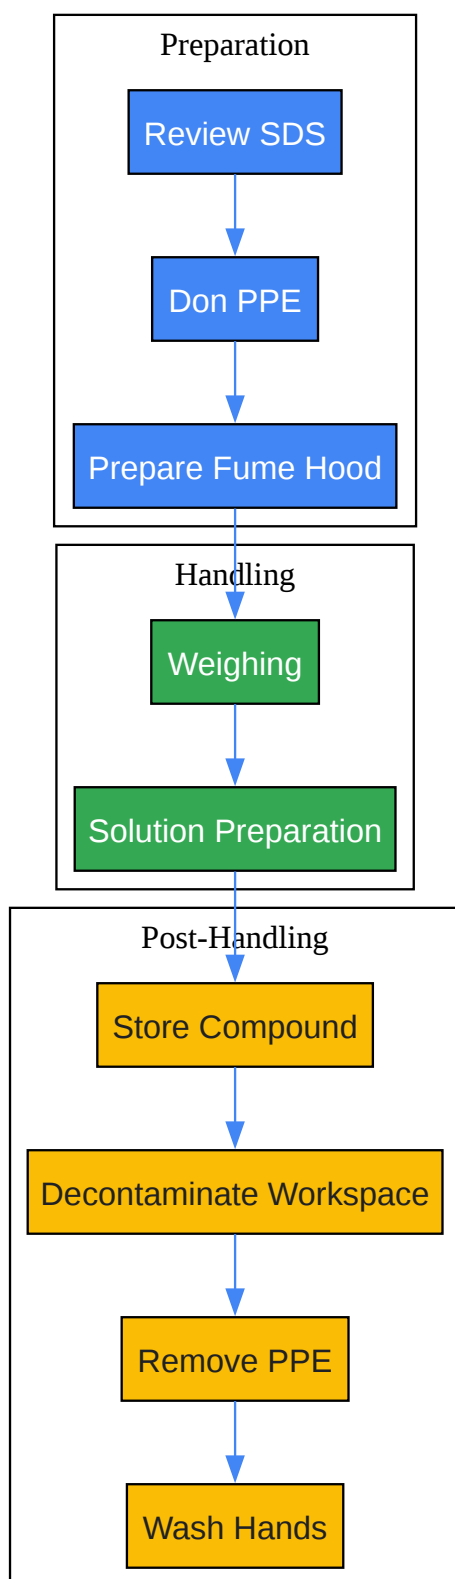 Preparation
Review SDS
Don PPE
Prepare Fume Hood
Handling
Weighing
Solution Preparation
Post-Handling
Store Compound
Decontaminate Workspace
Remove PPE
Wash Hands